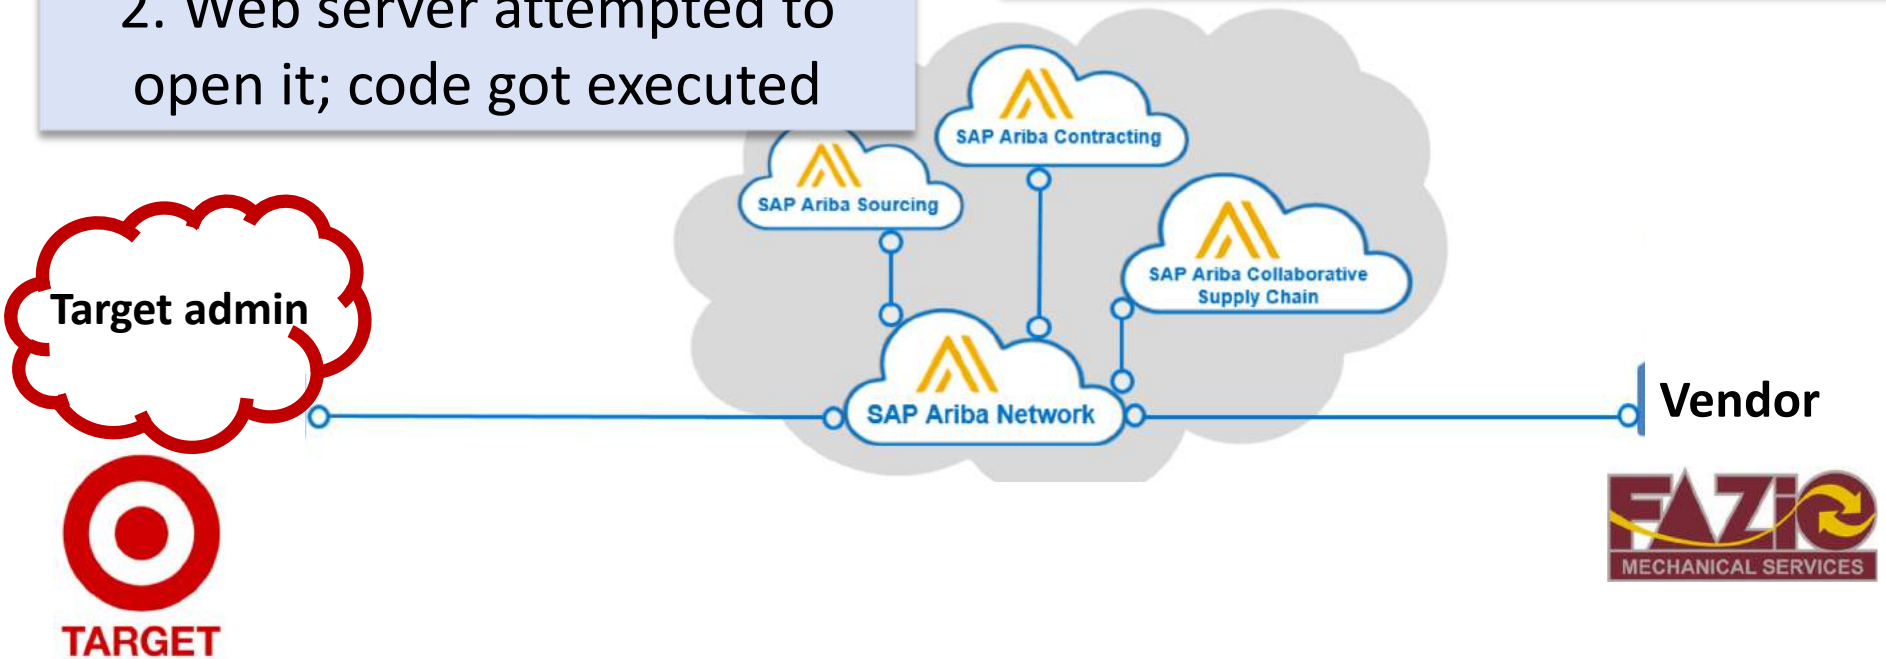 2. Web server attempted to
open it; code got executed
SAP Ariba Contracting
SAP Ariba Sourcing
SAP Ariba Collaborative
Supply Chain
Target admin
SAP Ariba Network
Vendor
FAZIO
MECHANICAL SERVICES
TARGET